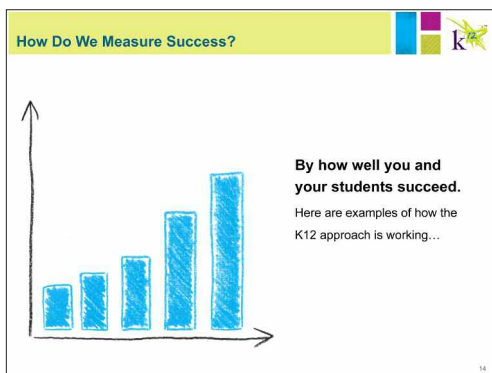 How Do We Measure Success?
k12
By how well you and
your students succeed.
Here are examples of how the
K12 approach is working…
14